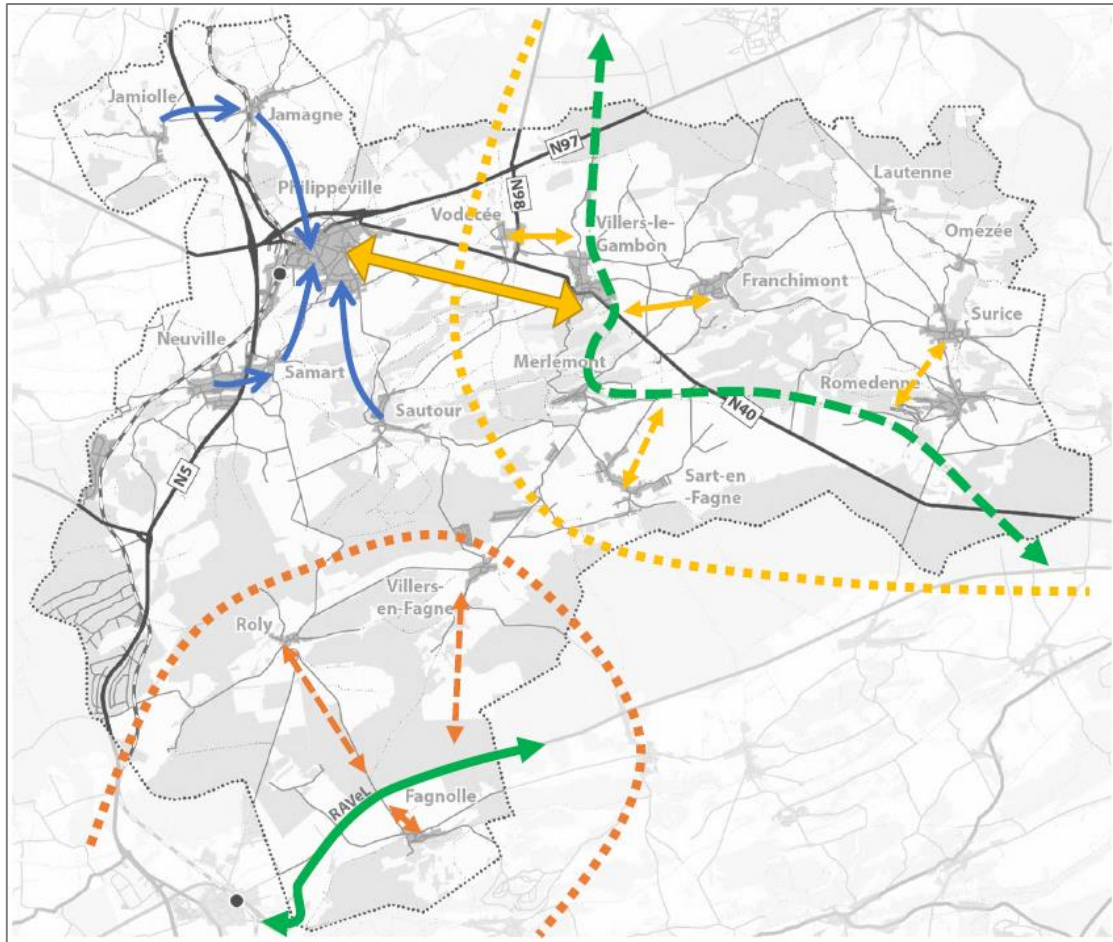 Jamiolle
Jamagne
Philippeville
N97
N98
Vodecée
Villers-le-
Gambon
Lautenne
Omezée
Franchimont
Surice
Neuville
Samart
Merlemont
Romedenne
Sautour
N40
N5
Sart-en
-Fagne
Villers-
en-Fagne
Roly
RAVeL
Fagnolle